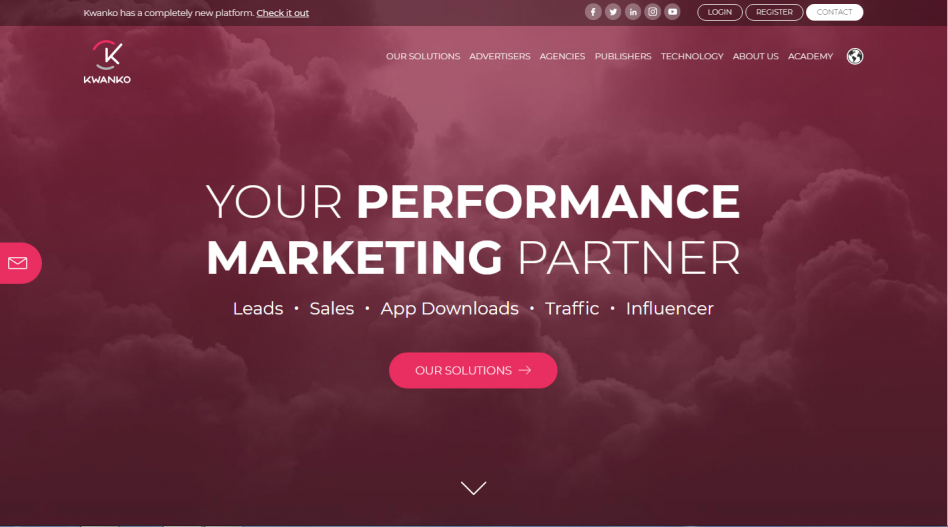 Kwanko has a completely new platform. Check it out
LOGIN
REGISTER
CONTACT
KWANKO
OUR SOLUTIONS ADVERTISERS AGENCIES PUBLISHERS TECHNOLOGY ABOUT US ACADEMY
YOUR PERFORMANCE
MARKETING PARTNER
Leads • Sales • App Downloads • Traffic • Influencer
OUR SOLUTIONS →